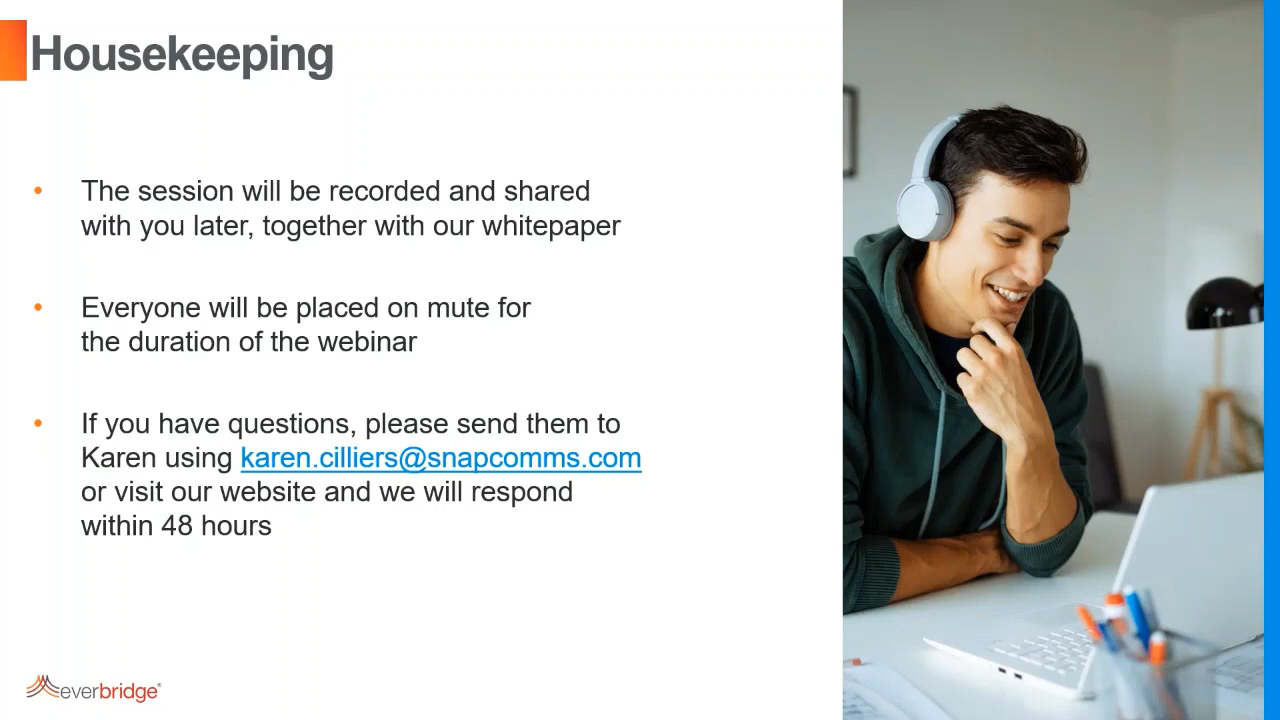 Housekeeping
• The session will be recorded and shared
with you later, together with our whitepaper
• Everyone will be placed on mute for
the duration of the webinar
• If you have questions, please send them to
Karen using karen.cilliers@snapcomms.com
or visit our website and we will respond
within 48 hours
everbridge®